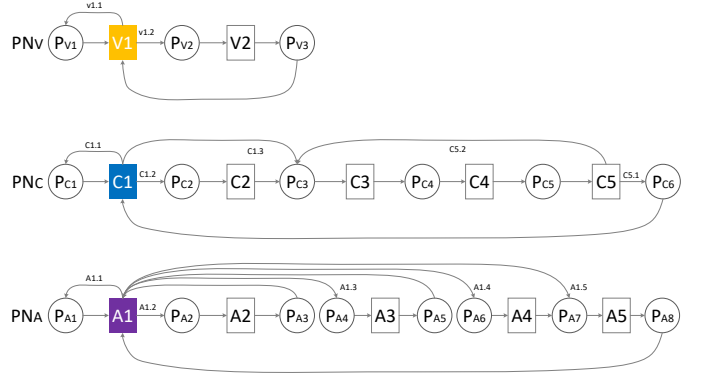 v1.1
PNV PV1 V1 v1.2 PV2 V2 PV3
C1.1 C1.3 C5.2
PNC PC1 C1 C1.2 PC2 C2 PC3 C3 PC4 C4 PC5 C5 C5.1 PC6
A1.1 A1.3 A1.4 A1.5
PNA PA1 A1 A1.2 PA2 A2 PA3 PA4 A3 PA5 PA6 A4 PA7 A5 PA8